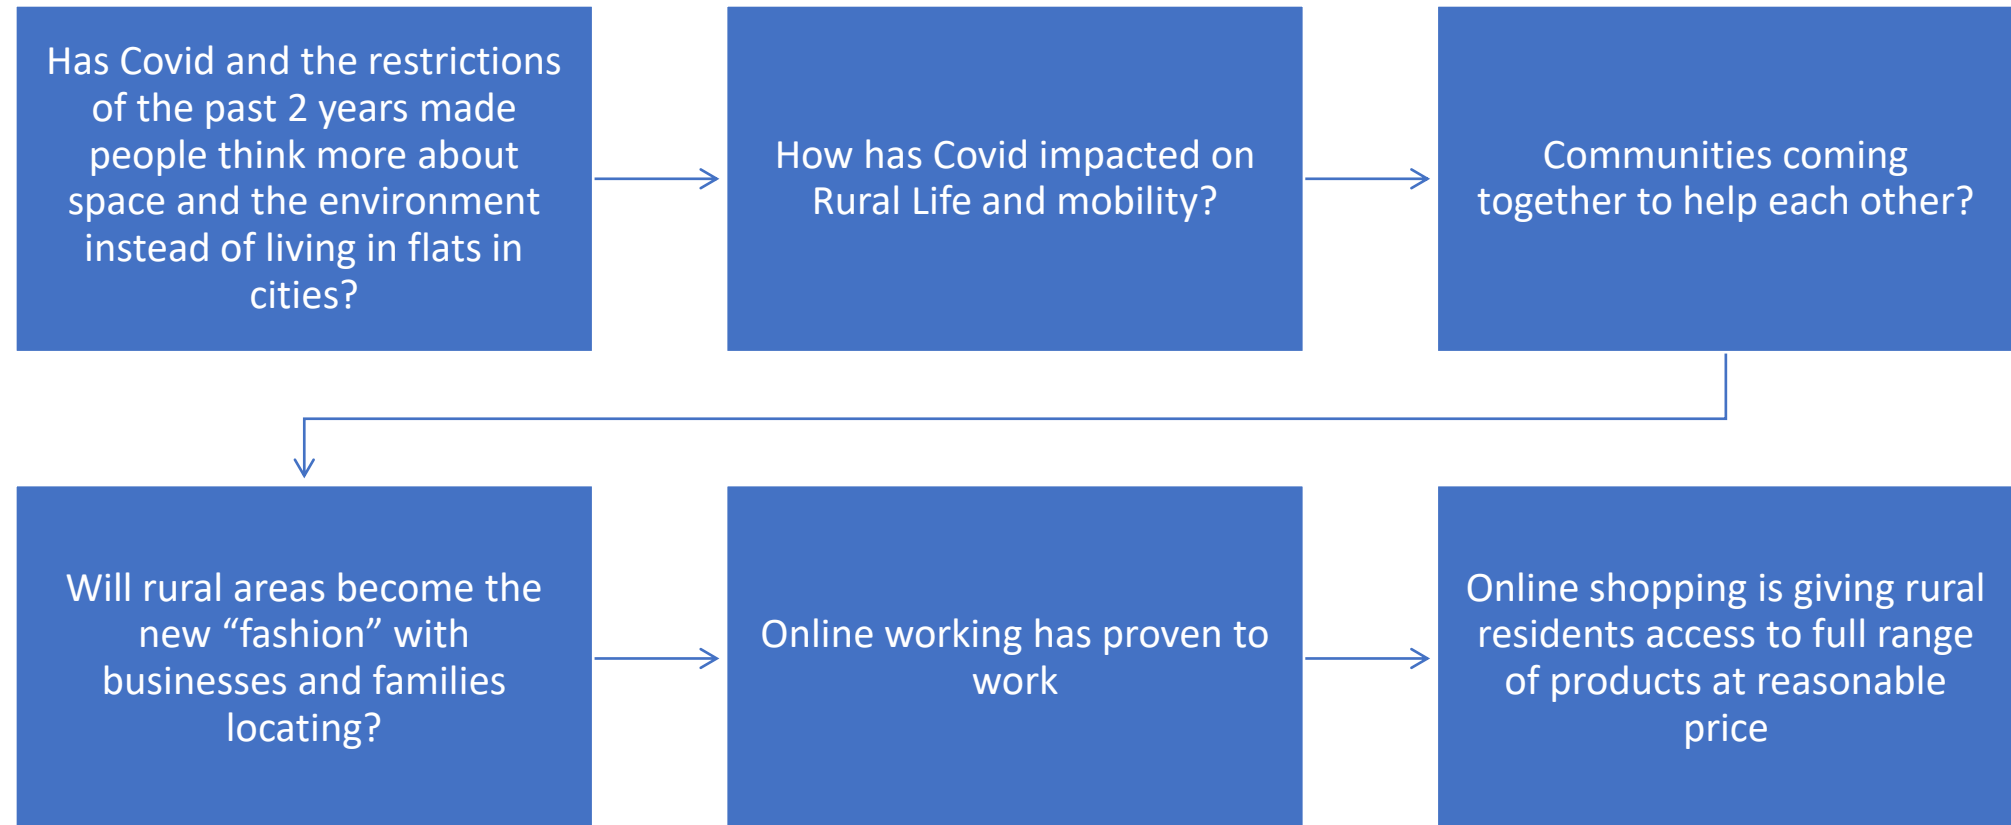 Has Covid and the restrictions
of the past 2 years made
people think more about
space and the environment
instead of living in flats in
cities?
How has Covid impacted on
Rural Life and mobility?
Communities coming
together to help each other?
Will rural areas become the
new “fashion” with
businesses and families
locating?
Online working has proven to
work
Online shopping is giving rural
residents access to full range
of products at reasonable
price